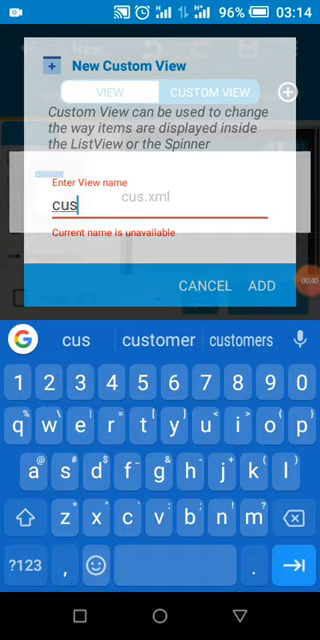 96% 03:14
New Custom View
VIEW CUSTOM VIEW
Custom View can be used to change
the way items are displayed inside
the ListView or the Spinner
Enter View name
cus cus.xml
Current name is unavailable
00:40
CANCEL ADD
G cus customer customers
1 2 3 4 5 6 7 8 9 0
q w e r t y u i o p
a s d f g h j k l
z x c v b n m
?123 , .